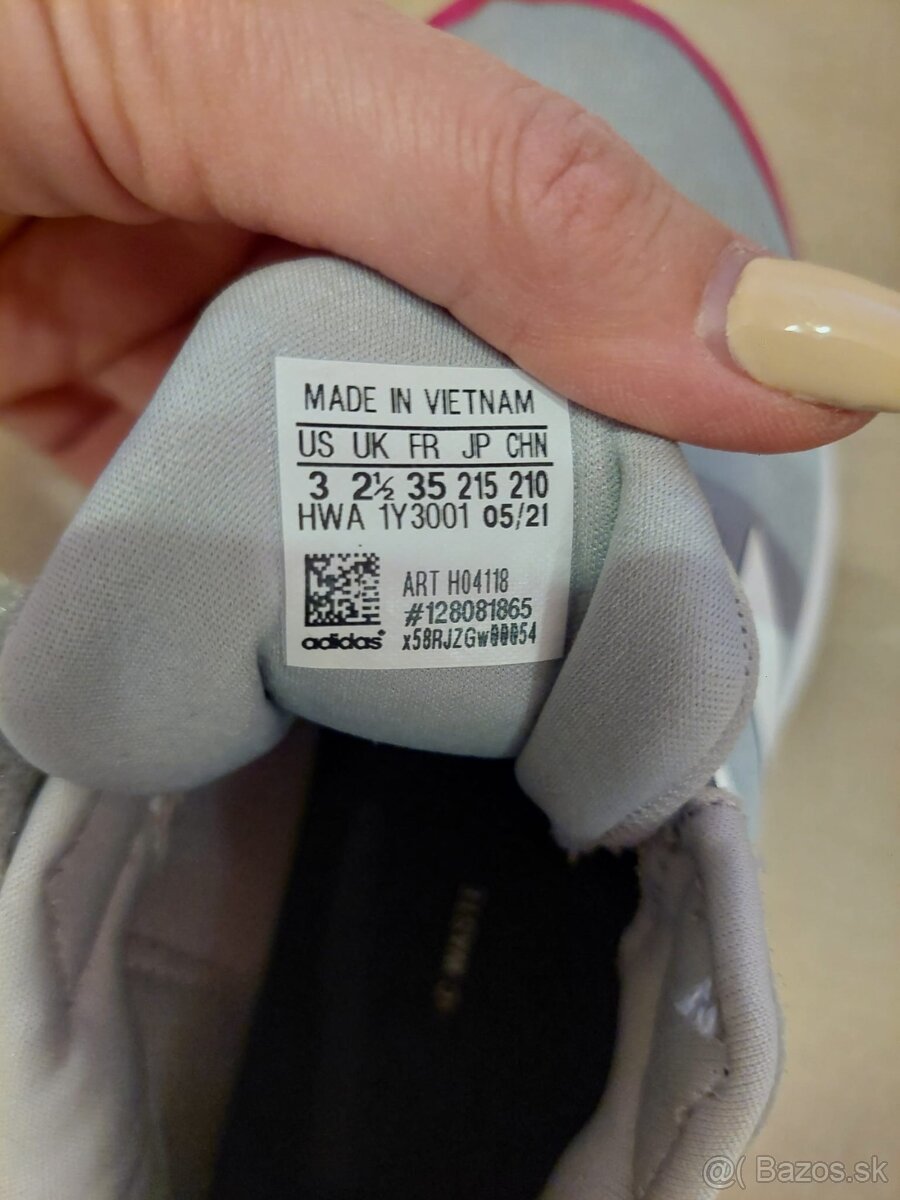 MADE IN VIETNAM
US UK FR JP CHN
3 2½ 35 215 210
HWA 1Y3001 05/21
ART H04118
#128081865
adidas
@( Bazos.sk